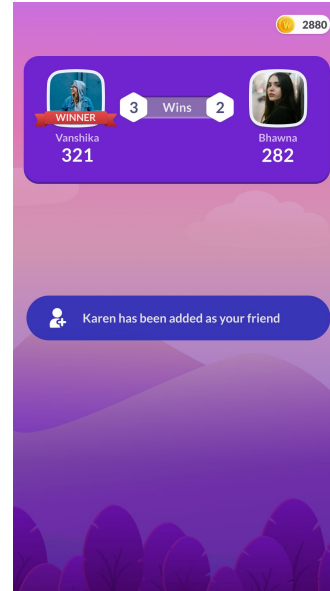 2880
WINNER
3 Wins 2
Vanshika
321
Bhawna
282
Karen has been added as your friend